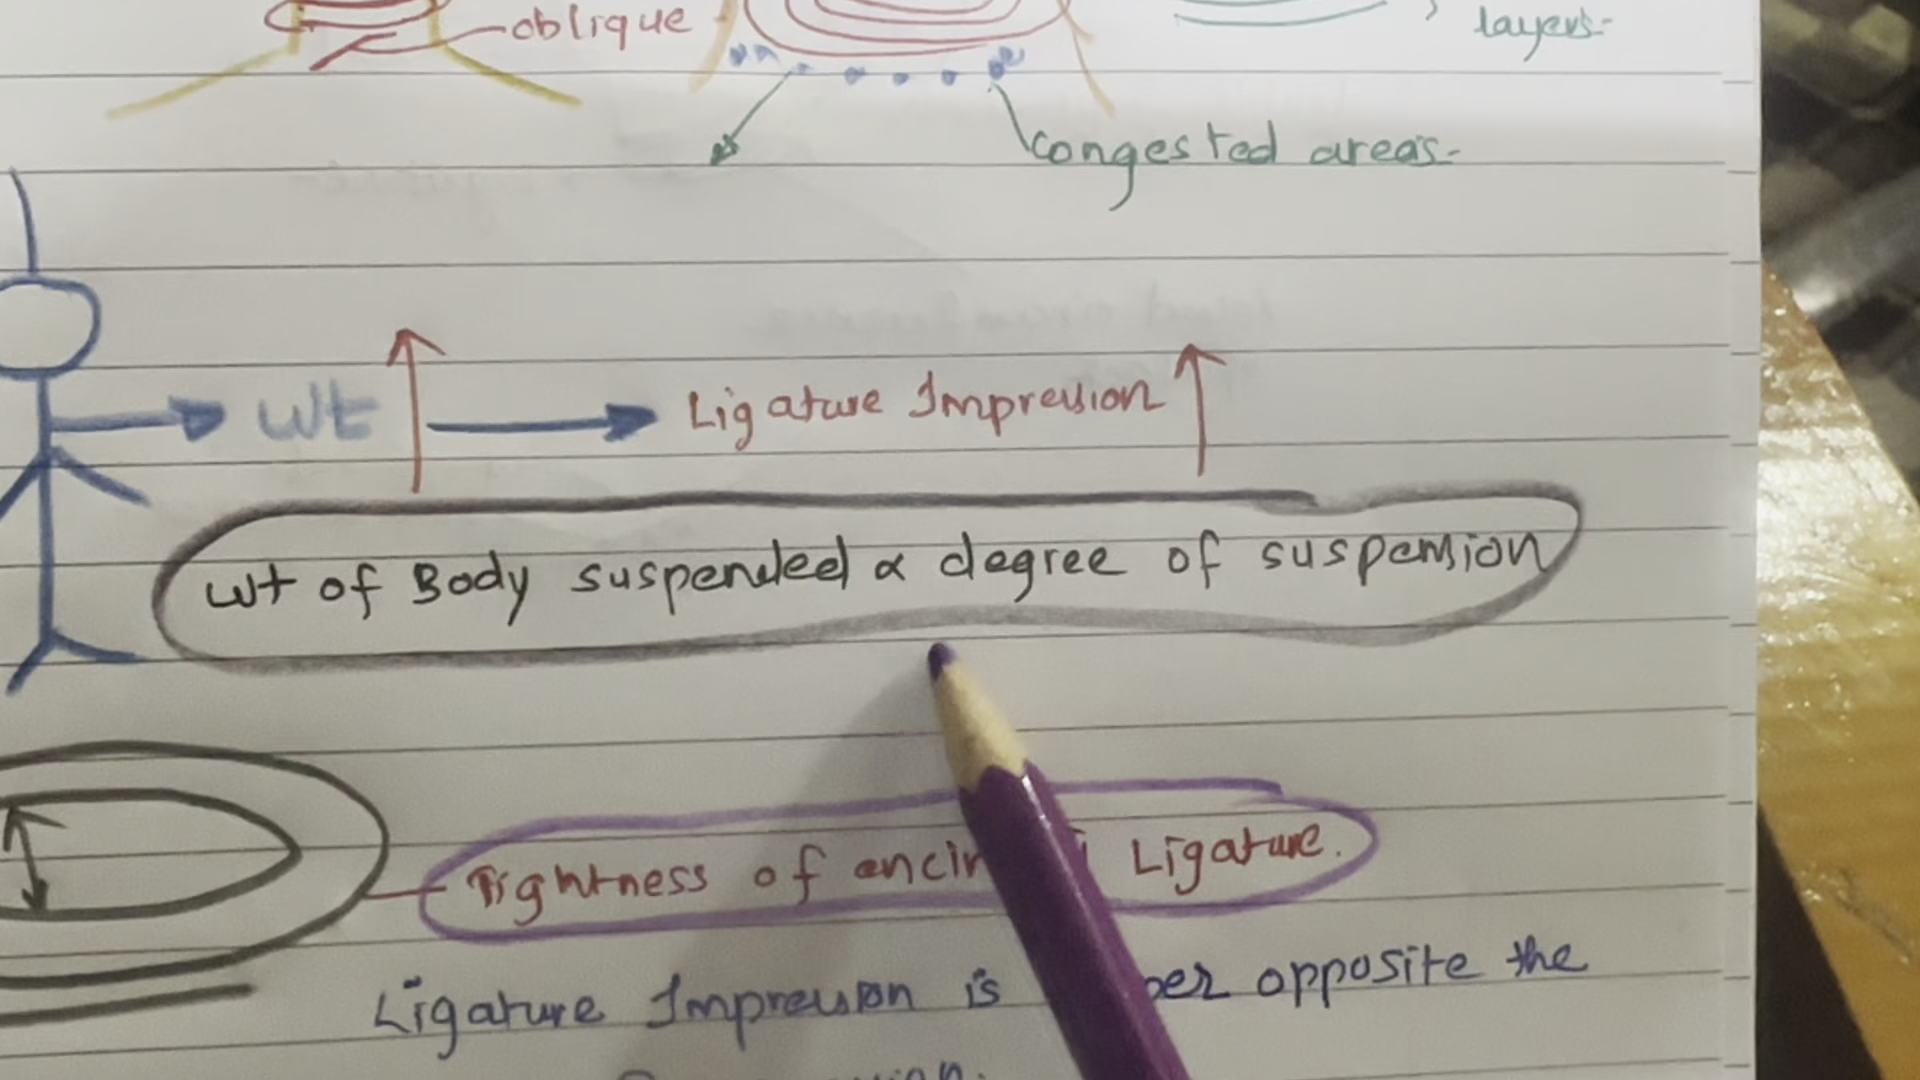 oblique
layers-
congested areas-
wt Ligature Impression
wt of Body suspended α degree of suspension
Tightness of Ligature.
Ligature Impression is opposite the